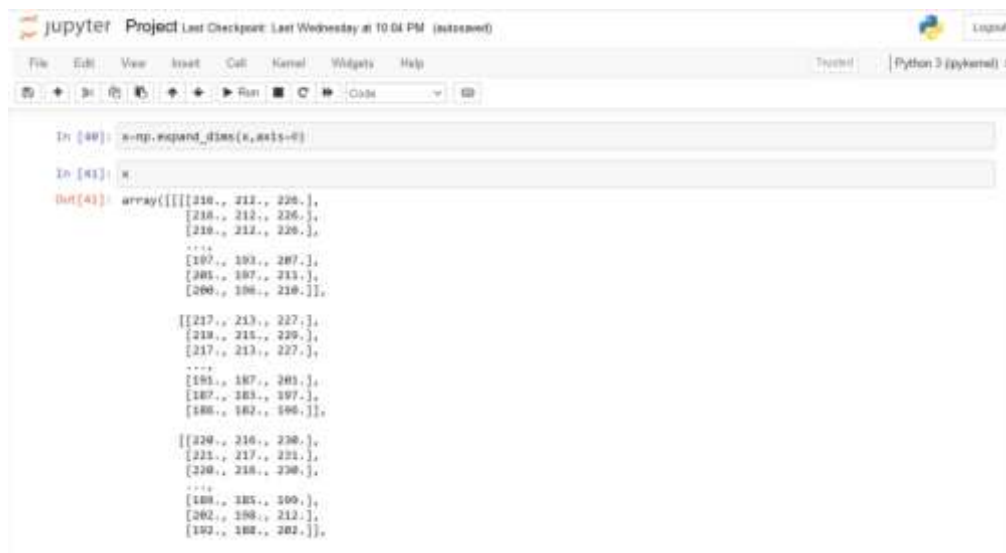 jupyter Project Last Checkpoint: Last Wednesday at 10:04 PM (autosaved)
Logout
File Edit View Insert Cell Kernel Widgets Help
Trusted Python 3 (ipykernel)
Run Code
In [40]: x=np.expand_dims(x,axis=0)
In [41]: x
Out[41]: array([[[[216., 212., 226.],
[218., 212., 226.],
[216., 212., 226.],
...,
[197., 193., 207.],
[201., 197., 211.],
[200., 196., 210.]],
[[217., 213., 227.],
[219., 215., 229.],
[217., 213., 227.],
...,
[191., 187., 201.],
[187., 183., 197.],
182., 196.]],
[[220., 216., 230.],
[221., 217., 231.],
[220., 216., 230.],
...,
185., 199.],
[202., 198., 212.],
[192., 188., 202.]],